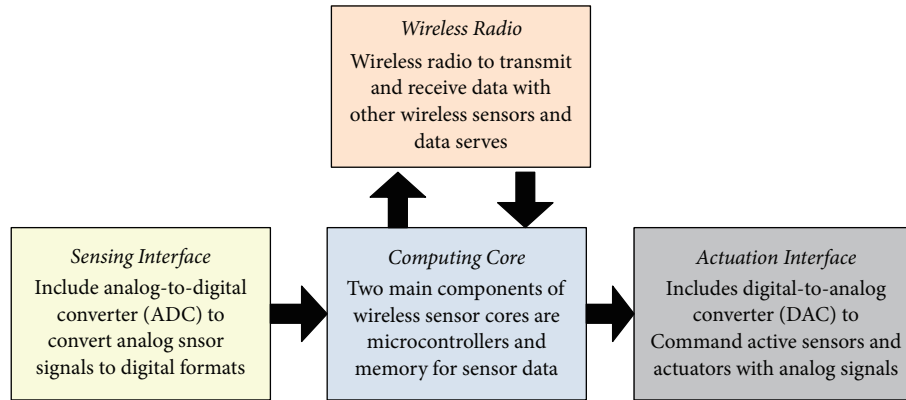 Wireless Radio
Wireless radio to transmit
and receive data with
other wireless sensors and
data serves
Sensing Interface
Include analog-to-digital
converter (ADC) to
convert analog snsor
signals to digital formats
Computing Core
Two main components of
wireless sensor cores are
microcontrollers and
memory for sensor data
Actuation Interface
Includes digital-to-analog
converter (DAC) to
Command active sensors and
actuators with analog signals